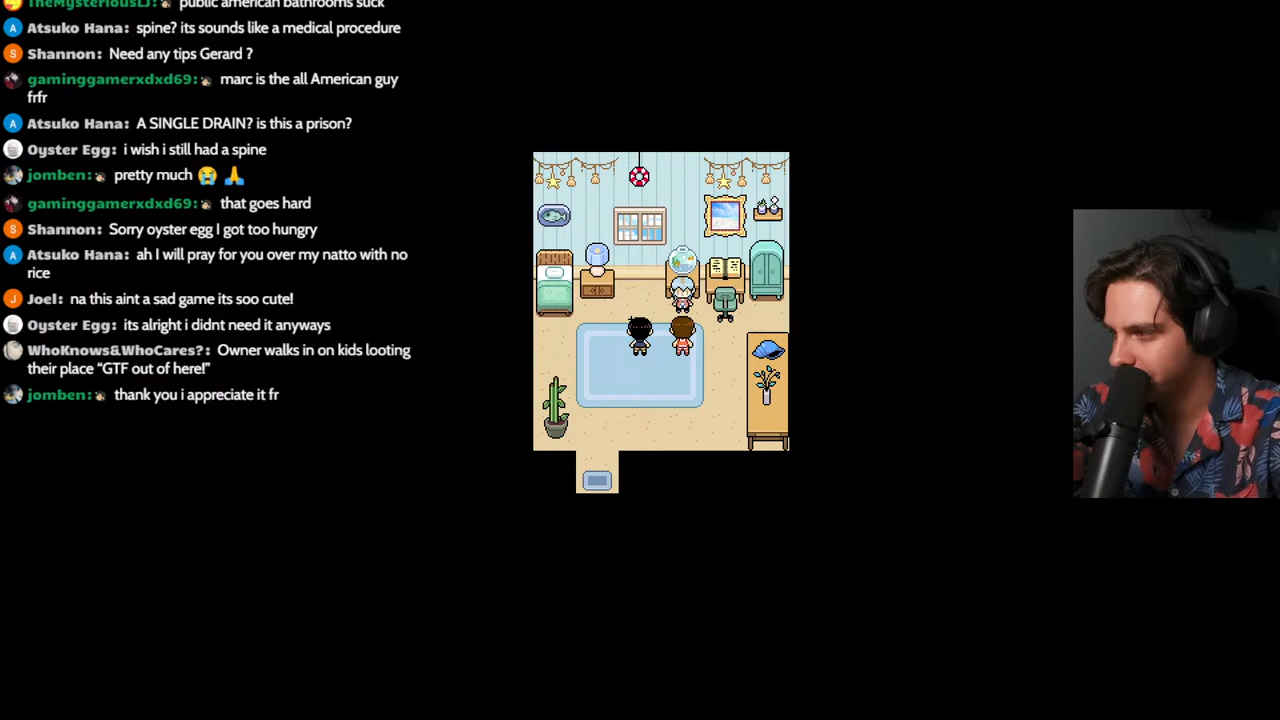 TheMysteriousLJ: public american bathrooms suck
Atsuko Hana: spine? its sounds like a medical procedure
Shannon: Need any tips Gerard ?
gaminggamerxdxd69: marc is the all American guy
frfr
Atsuko Hana: A SINGLE DRAIN? is this a prison?
Oyster Egg: i wish i still had a spine
jomben: pretty much 😭 🙏
gaminggamerxdxd69: that goes hard
Shannon: Sorry oyster egg I got too hungry
Atsuko Hana: ah I will pray for you over my natto with no
rice
Joel: na this aint a sad game its soo cute!
Oyster Egg: its alright i didnt need it anyways
WhoKnows&WhoCares?: Owner walks in on kids looting
their place “GTF out of here!”
jomben: thank you i appreciate it fr